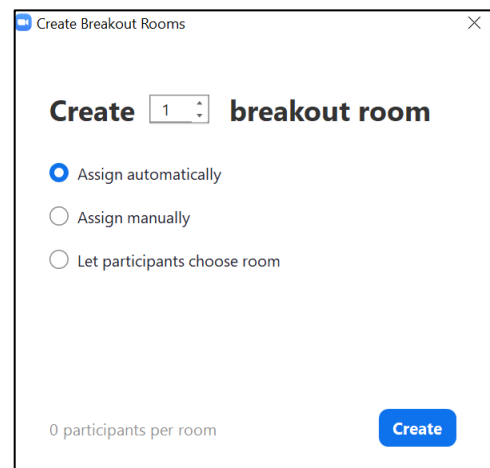 Create Breakout Rooms
Create 1 breakout room
Assign automatically
Assign manually
Let participants choose room
0 participants per room Create